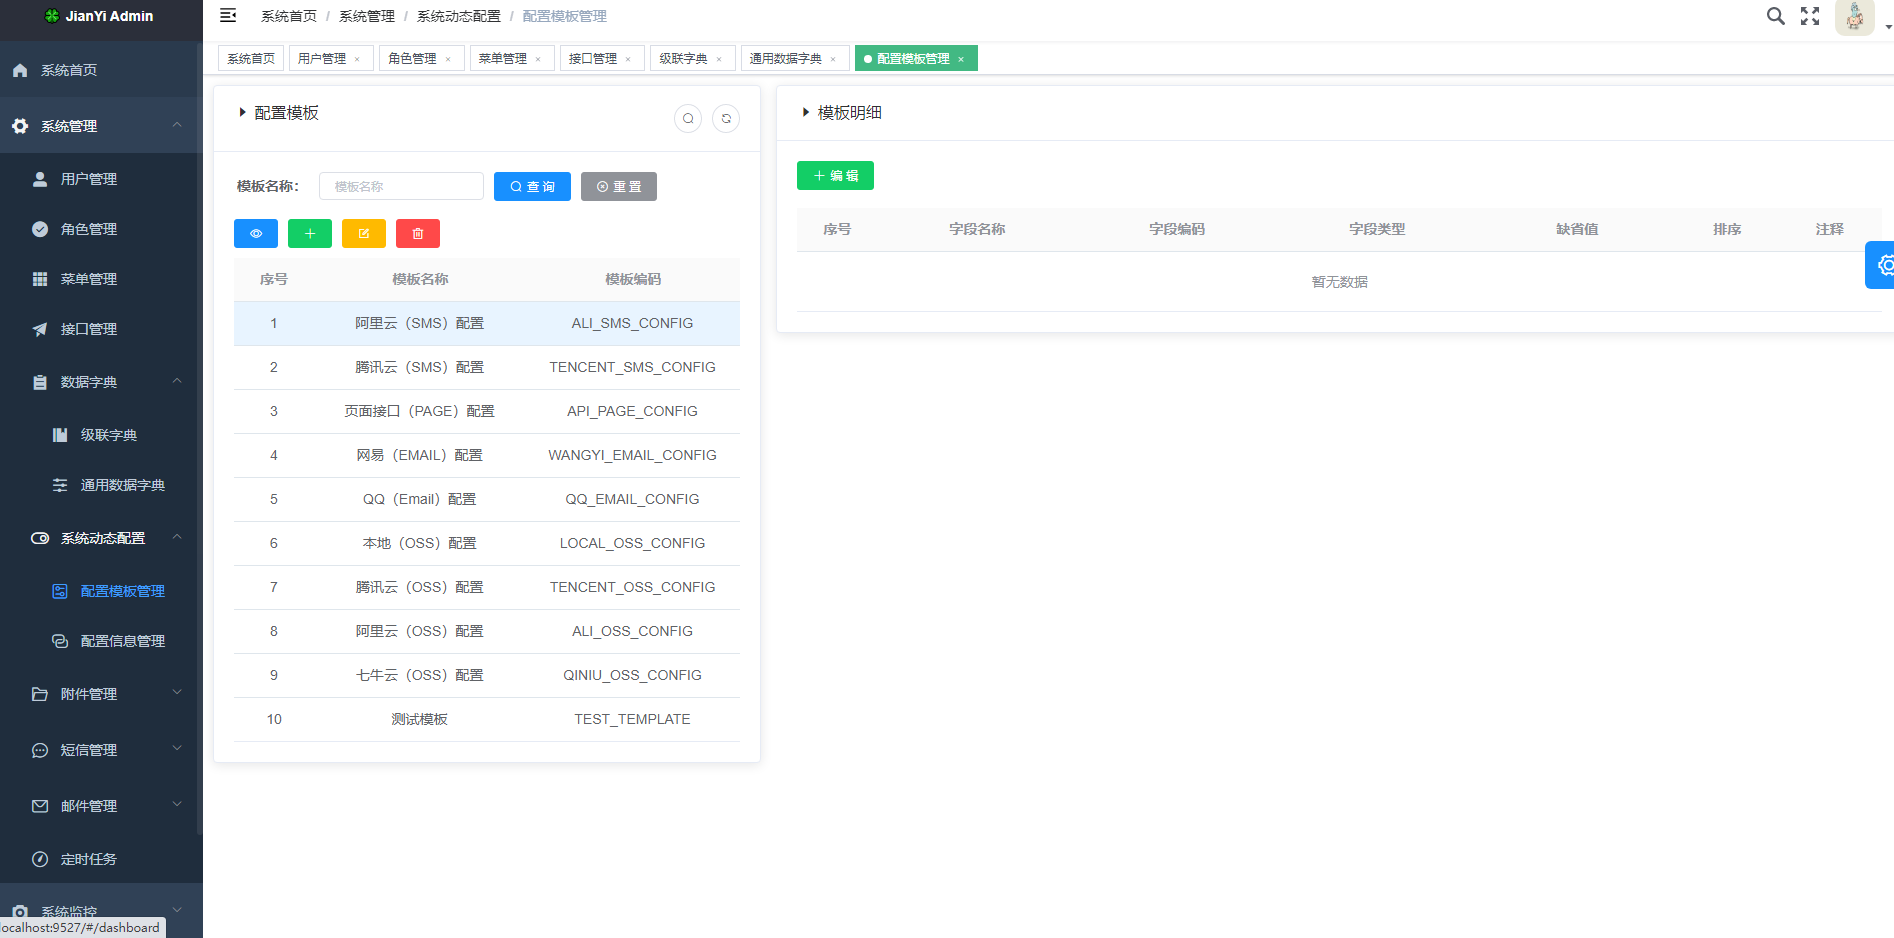 JianYi Admin
系统首页
系统管理
用户管理
角色管理
菜单管理
接口管理
数据字典
级联字典
通用数据字典
系统动态配置
配置模板管理
配置信息管理
附件管理
短信管理
邮件管理
定时任务
系统监控
localhost:9527/#/dashboard
系统首页 / 系统管理 / 系统动态配置 / 配置模板管理
系统首页 用户管理 × 角色管理 × 菜单管理 × 接口管理 × 级联字典 × 通用数据字典 × 配置模板管理 ×
配置模板
模板名称： 模板名称 查询 重置
序号 模板名称 模板编码
1 阿里云（SMS）配置 ALI_SMS_CONFIG
2 腾讯云（SMS）配置 TENCENT_SMS_CONFIG
3 页面接口（PAGE）配置 API_PAGE_CONFIG
4 网易（EMAIL）配置 WANGYI_EMAIL_CONFIG
5 QQ（Email）配置 QQ_EMAIL_CONFIG
6 本地（OSS）配置 LOCAL_OSS_CONFIG
7 腾讯云（OSS）配置 TENCENT_OSS_CONFIG
8 阿里云（OSS）配置 ALI_OSS_CONFIG
9 七牛云（OSS）配置 QINIU_OSS_CONFIG
10 测试模板 TEST_TEMPLATE
模板明细
编辑
序号 字段名称 字段编码 字段类型 缺省值 排序 注释
暂无数据